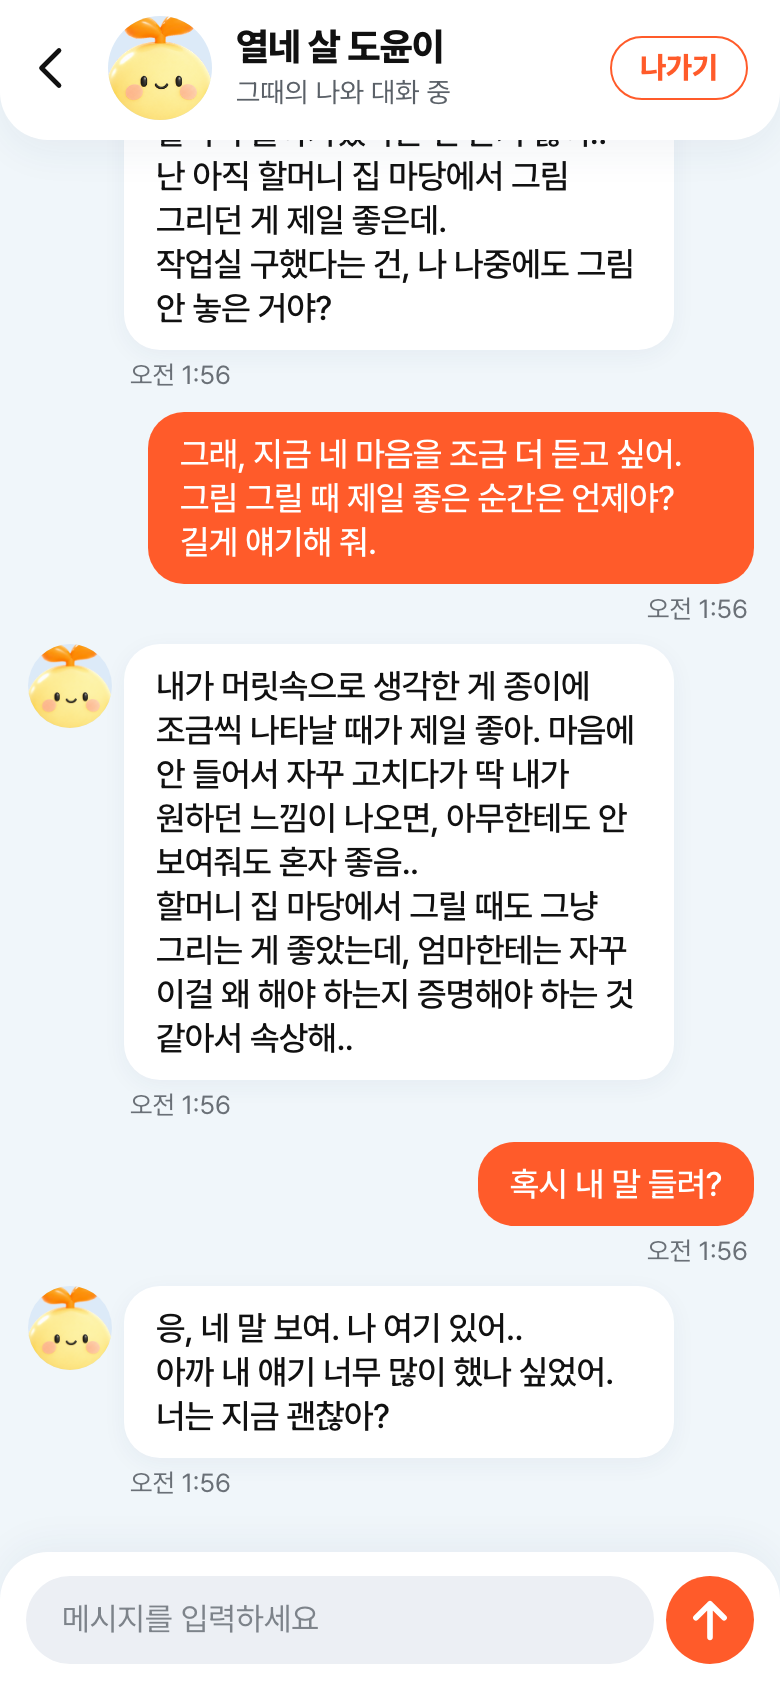 열네 살 도윤이
그때의 나와 대화 중
나가기
난 아직 할머니 집 마당에서 그림
그리던 게 제일 좋은데.
작업실 구했다는 건, 나 나중에도 그림
안 놓은 거야?
오전 1:56
그래, 지금 네 마음을 조금 더 듣고 싶어.
그림 그릴 때 제일 좋은 순간은 언제야?
길게 얘기해 줘.
오전 1:56
내가 머릿속으로 생각한 게 종이에
조금씩 나타날 때가 제일 좋아. 마음에
안 들어서 자꾸 고치다가 딱 내가
원하던 느낌이 나오면, 아무한테도 안
보여줘도 혼자 좋음..
할머니 집 마당에서 그릴 때도 그냥
그리는 게 좋았는데, 엄마한테는 자꾸
이걸 왜 해야 하는지 증명해야 하는 것
같아서 속상해..
오전 1:56
혹시 내 말 들려?
오전 1:56
응, 네 말 보여. 나 여기 있어..
아까 내 얘기 너무 많이 했나 싶었어.
너는 지금 괜찮아?
오전 1:56
메시지를 입력하세요